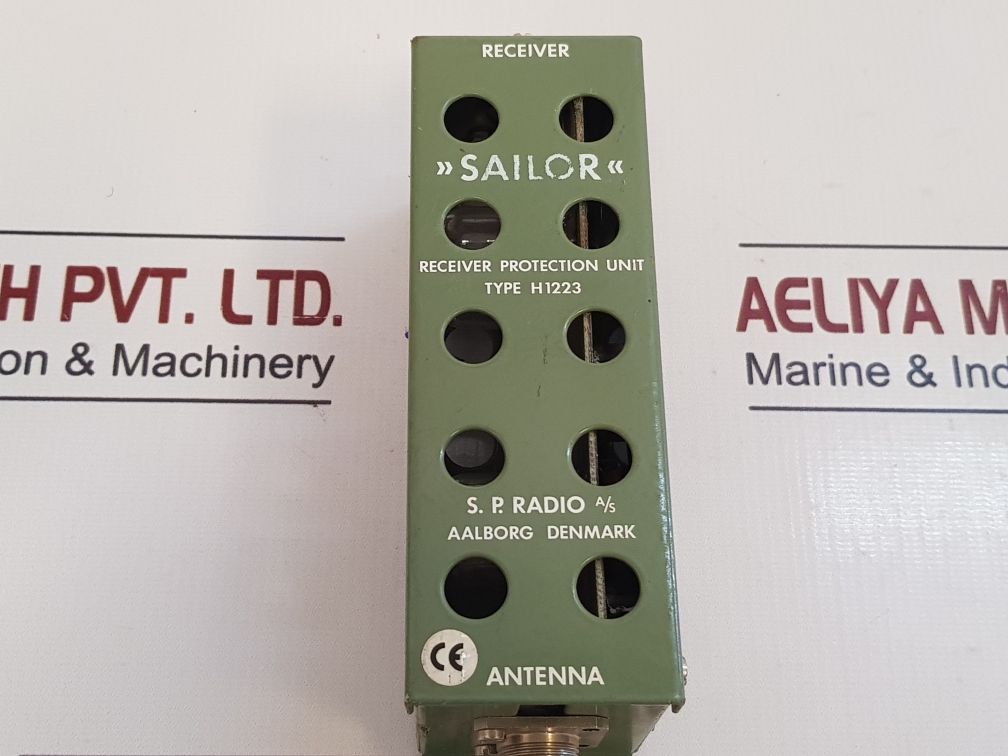 RECEIVER
»SAILOR«
RECEIVER PROTECTION UNIT
TYPE H1223
S. P. RADIO A/S
AALBORG DENMARK
CE
ANTENNA
H PVT. LTD.
on & Machinery
AELIYA M
Marine & Ind